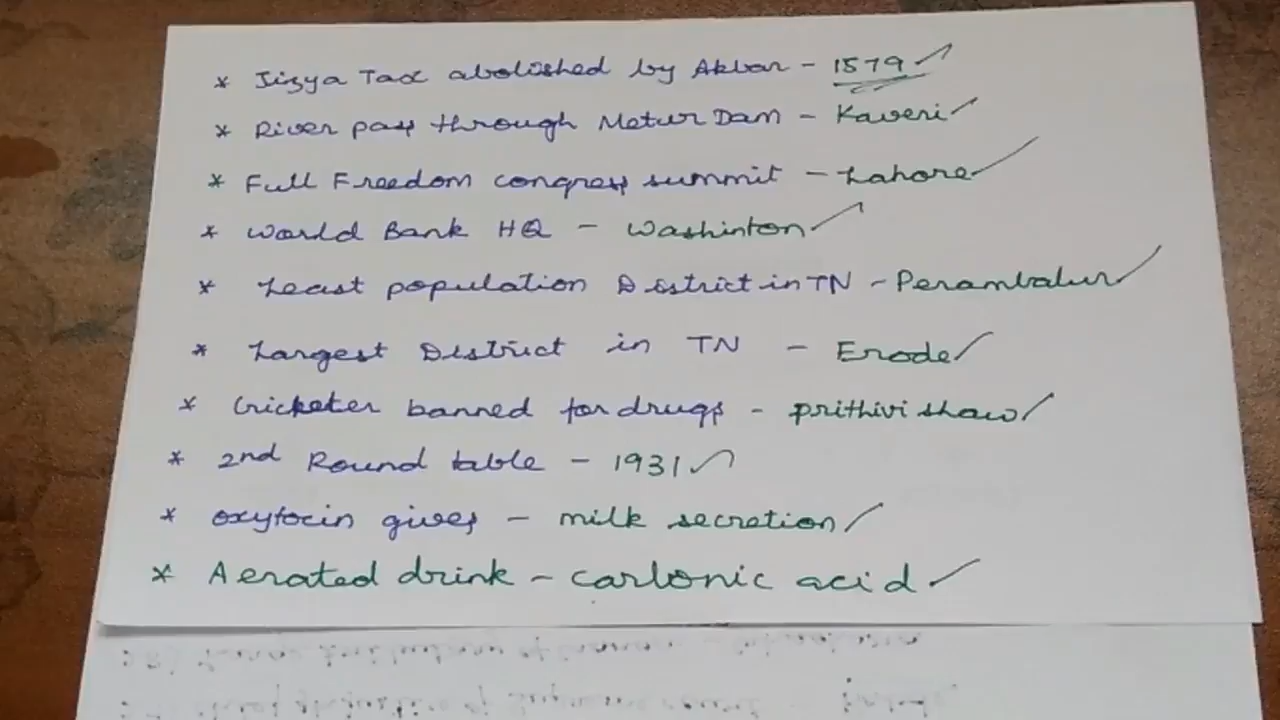 * Jizya Tax abolished by Akbar - 1579
* River pass through Metur Dam - Kaveri
* Full Freedom congress summit - Lahore
* World Bank HQ - Washinton
* Least population District in TN - Perambalur
* Largest District in TN - Erode
* Cricketer banned for drugs - prithivi shaw
* 2nd Round table - 1931
* oxytocin gives - milk secretion
* Aerated drink - carbonic acid